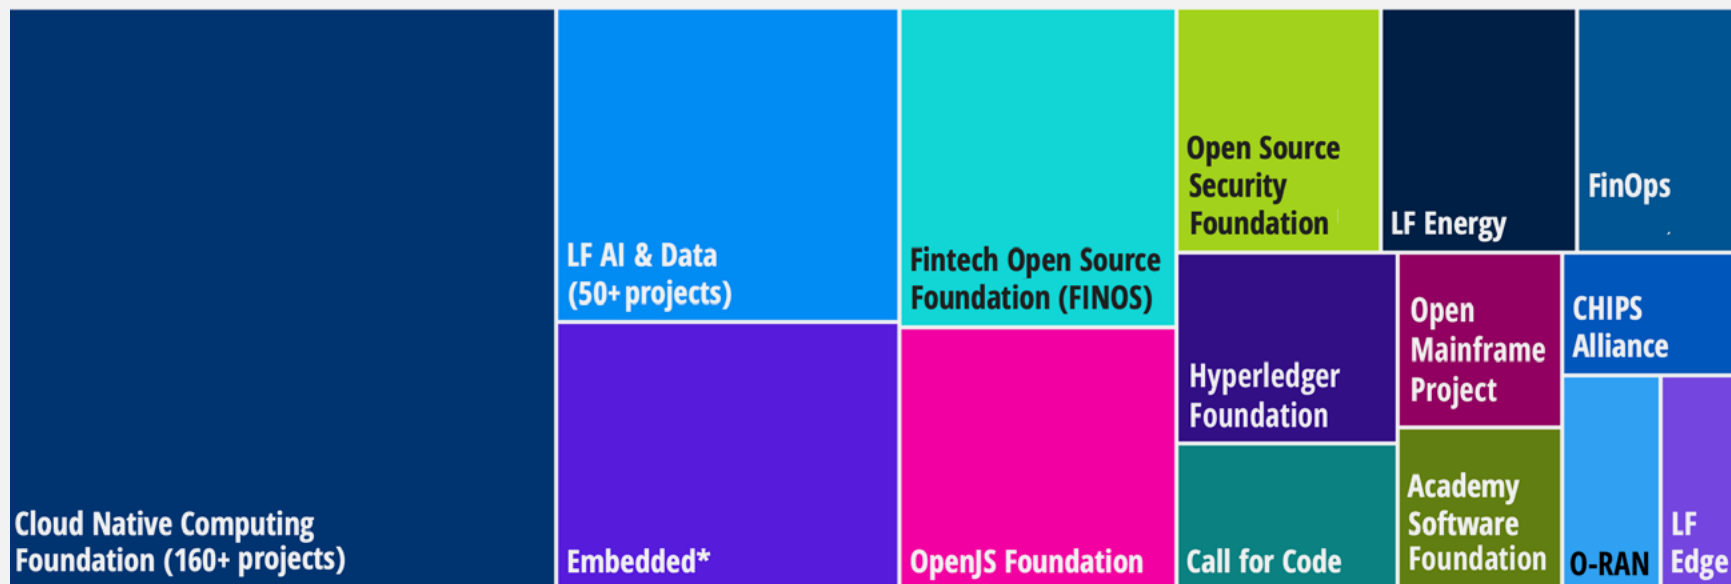 Cloud Native Computing
Foundation (160+ projects)
LF AI & Data
(50+ projects)
Embedded*
Fintech Open Source
Foundation (FINOS)
OpenJS Foundation
Open Source
Security
Foundation
LF Energy
FinOps
Hyperledger
Foundation
Open
Mainframe
Project
CHIPS
Alliance
Call for Code
Academy
Software
Foundation
O-RAN
LF
Edge